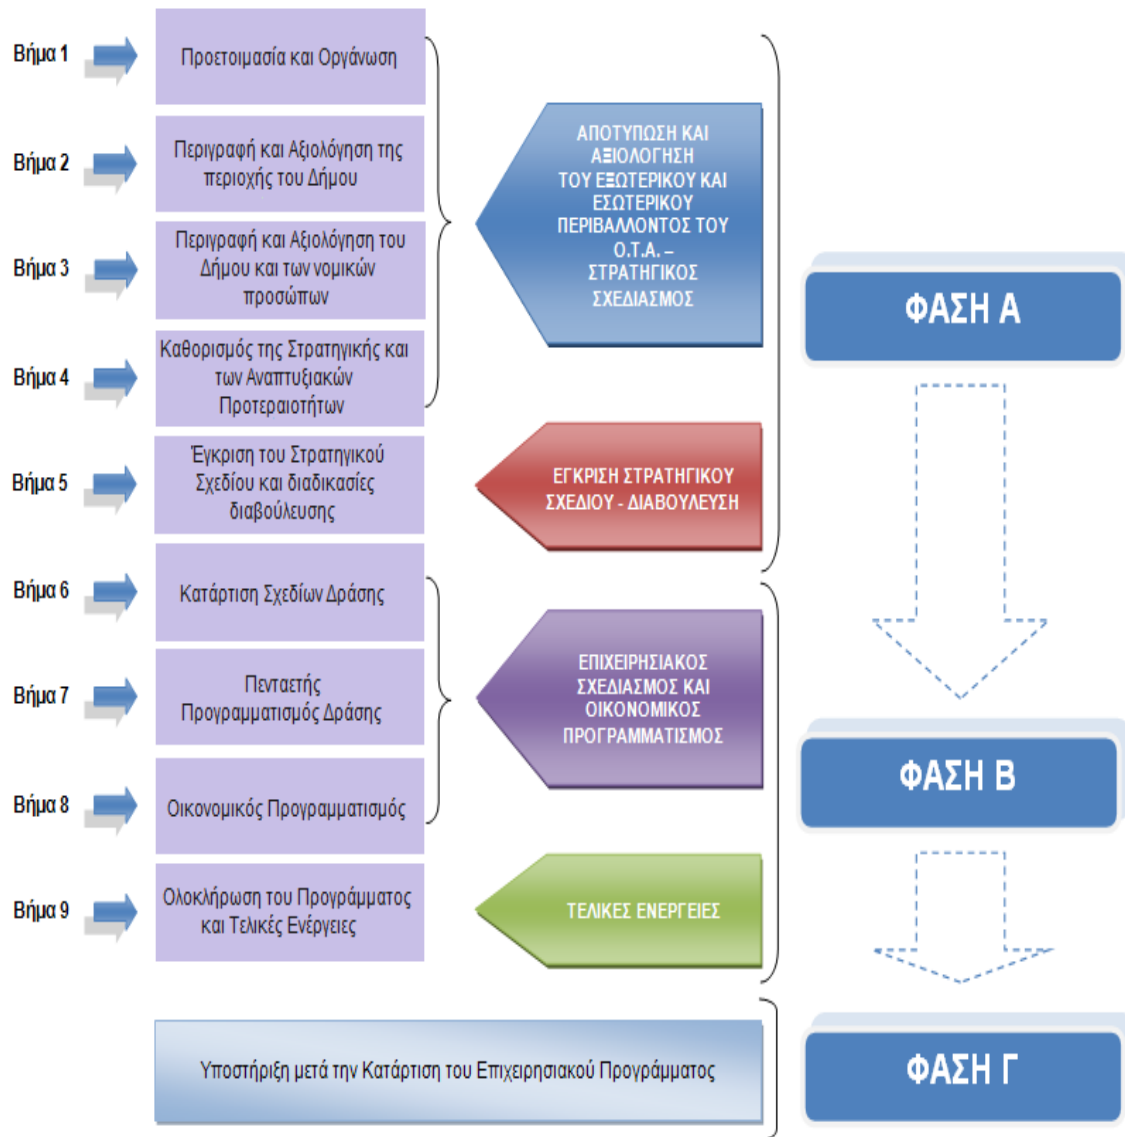 Βήμα 1
Προετοιμασία και Οργάνωση
Βήμα 2
Περιγραφή και Αξιολόγηση της
περιοχής του Δήμου
Βήμα 3
Περιγραφή και Αξιολόγηση του
Δήμου και των νομικών
προσώπων
Βήμα 4
Καθορισμός της Στρατηγικής και
των Αναπτυξιακών
Προτεραιοτήτων
ΑΠΟΤΥΠΩΣΗ ΚΑΙ
ΑΞΙΟΛΟΓΗΣΗ
ΤΟΥ ΕΞΩΤΕΡΙΚΟΥ ΚΑΙ
ΕΣΩΤΕΡΙΚΟΥ
ΠΕΡΙΒΑΛΛΟΝΤΟΣ ΤΟΥ
Ο.Τ.Α. –
ΣΤΡΑΤΗΓΙΚΟΣ
ΣΧΕΔΙΑΣΜΟΣ
Βήμα 5
Έγκριση του Στρατηγικού
Σχεδίου και διαδικασίες
διαβούλευσης
ΕΓΚΡΙΣΗ ΣΤΡΑΤΗΓΙΚΟΥ
ΣΧΕΔΙΟΥ - ΔΙΑΒΟΥΛΕΥΣΗ
ΦΑΣΗ Α
Βήμα 6
Κατάρτιση Σχεδίων Δράσης
Βήμα 7
Πενταετής
Προγραμματισμός Δράσης
Βήμα 8
Οικονομικός Προγραμματισμός
ΕΠΙΧΕΙΡΗΣΙΑΚΟΣ
ΣΧΕΔΙΑΣΜΟΣ ΚΑΙ
ΟΙΚΟΝΟΜΙΚΟΣ
ΠΡΟΓΡΑΜΜΑΤΙΣΜΟΣ
Βήμα 9
Ολοκλήρωση του Προγράμματος
και Τελικές Ενέργειες
ΤΕΛΙΚΕΣ ΕΝΕΡΓΕΙΕΣ
ΦΑΣΗ Β
Υποστήριξη μετά την Κατάρτιση του Επιχειρησιακού Προγράμματος
ΦΑΣΗ Γ